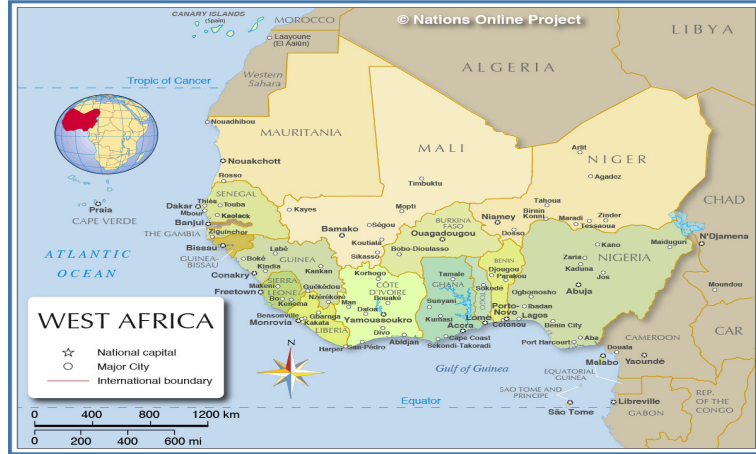 © Nations Online Project
CANARY ISLANDS
(Spain)
MOROCCO
LIBYA
Laayoune
(El Aaiún)
ALGERIA
Western
Sahara
Tropic of Cancer
Nouadhibou
MAURITANIA
MALI
NIGER
Arlit
Agadez
Nouakchott
Timbuktu
Rosso
CHAD
SENEGAL
Praia
CAPE VERDE
Dakar
Thiès
Touba
Mbour
Kaolack
Kayes
Mopti
Tahoua
Birnin
Konni
Maradi
Zinder
Tessaoua
Banjul
THE GAMBIA
Ziguinchor
Bamako
Ségou
BURKINA
FASO
Niamey
Dosso
Ouagadougou
N'Djamena
Bissau
GUINEA-
BISSAU
Koutiala
Sikasso
Bobo-Dioulasso
Kano
Maiduguri
ATLANTIC
OCEAN
Labé
Boké
GUINEA
Kindia
Kankan
BENIN
Djougou
Parakou
Zaria
Kaduna
Jos
NIGERIA
Conakry
Korhogo
Tamale
Moundou
Freetown
Makeni
SIERRA
LEONE
Bo
Kenema
Guékédou
Nzérékoré
CÔTE
D'IVOIRE
Bouaké
GHANA
Sokodé
TOGO
Ogbomosho
Abuja
Man
Daloa
Sunyani
Ibadan
Bensonville
Monrovia
Gbarnga
Kakata
LIBERIA
Yamoussoukro
Kumasi
Lomé
Porto-
Novo
Cotonou
Lagos
Benin City
Divo
Accra
Harper
San-Pédro
Abidjan
Cape Coast
Sekondi-Takoradi
Port Harcourt
Aba
CAMEROON
CAR
Douala
Malabo
Yaoundé
Gulf of Guinea
EQUATORIAL
GUINEA
SAO TOME AND
PRINCIPE
Equator
São Tome
Libreville
GABON
REP.
OF THE
CONGO
WEST AFRICA
National capital
Major City
International boundary
N
0 400 800 1200 km
0 200 400 600 mi